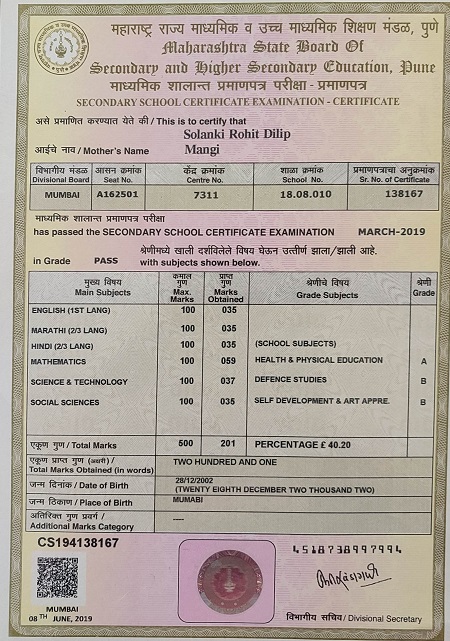 महाराष्ट्र राज्य माध्यमिक व उच्च माध्यमिक शिक्षण मंडळ, पुणे
Maharashtra State Board Of
Secondary and Higher Secondary Education, Pune
माध्यमिक शालान्त प्रमाणपत्र परीक्षा - प्रमाणपत्र
SECONDARY SCHOOL CERTIFICATE EXAMINATION - CERTIFICATE
असे प्रमाणित करण्यात येते की / This is to certify that
Solanki Rohit Dilip
आईचे नाव / Mother's Name Mangi
विभागीय मंडळ आसन क्रमांक केंद्र क्रमांक शाळा क्रमांक प्रमाणपत्राचा अनुक्रमांक
Divisional Board Seat No. Centre No. School No. Sr. No. of Certificate
MUMBAI A162501 7311 18.08.010 138167
माध्यमिक शालान्त प्रमाणपत्र परीक्षा
has passed the SECONDARY SCHOOL CERTIFICATE EXAMINATION MARCH-2019
श्रेणीमध्ये खाली दर्शविलेले विषय घेऊन उत्तीर्ण झाला/झाली आहे.
in Grade PASS with subjects shown below.
मुख्य विषय कमाल गुण प्राप्त गुण श्रेणीचे विषय श्रेणी
Main Subjects Max. Marks Marks Obtained Grade Subjects Grade
ENGLISH (1ST LANG) 100 035
MARATHI (2/3 LANG) 100 035
HINDI (2/3 LANG) 100 035 (SCHOOL SUBJECTS)
MATHEMATICS 100 059 HEALTH & PHYSICAL EDUCATION A
SCIENCE & TECHNOLOGY 100 037 DEFENCE STUDIES B
SOCIAL SCIENCES 100 035 SELF DEVELOPMENT & ART APPRE. B
एकूण गुण / Total Marks 500 201 PERCENTAGE £ 40.20
एकूण प्राप्त गुण (अक्षरी) /
Total Marks Obtained (in words) TWO HUNDRED AND ONE
जन्म दिनांक / Date of Birth 28/12/2002
(TWENTY EIGHTH DECEMBER TWO THOUSAND TWO)
जन्म ठिकाण / Place of Birth MUMABI
अतिरिक्त गुण प्रवर्ग /
Additional Marks Category ----
CS194138167
4518738997994
MUMBAI
08TH JUNE, 2019
विभागीय सचिव / Divisional Secretary